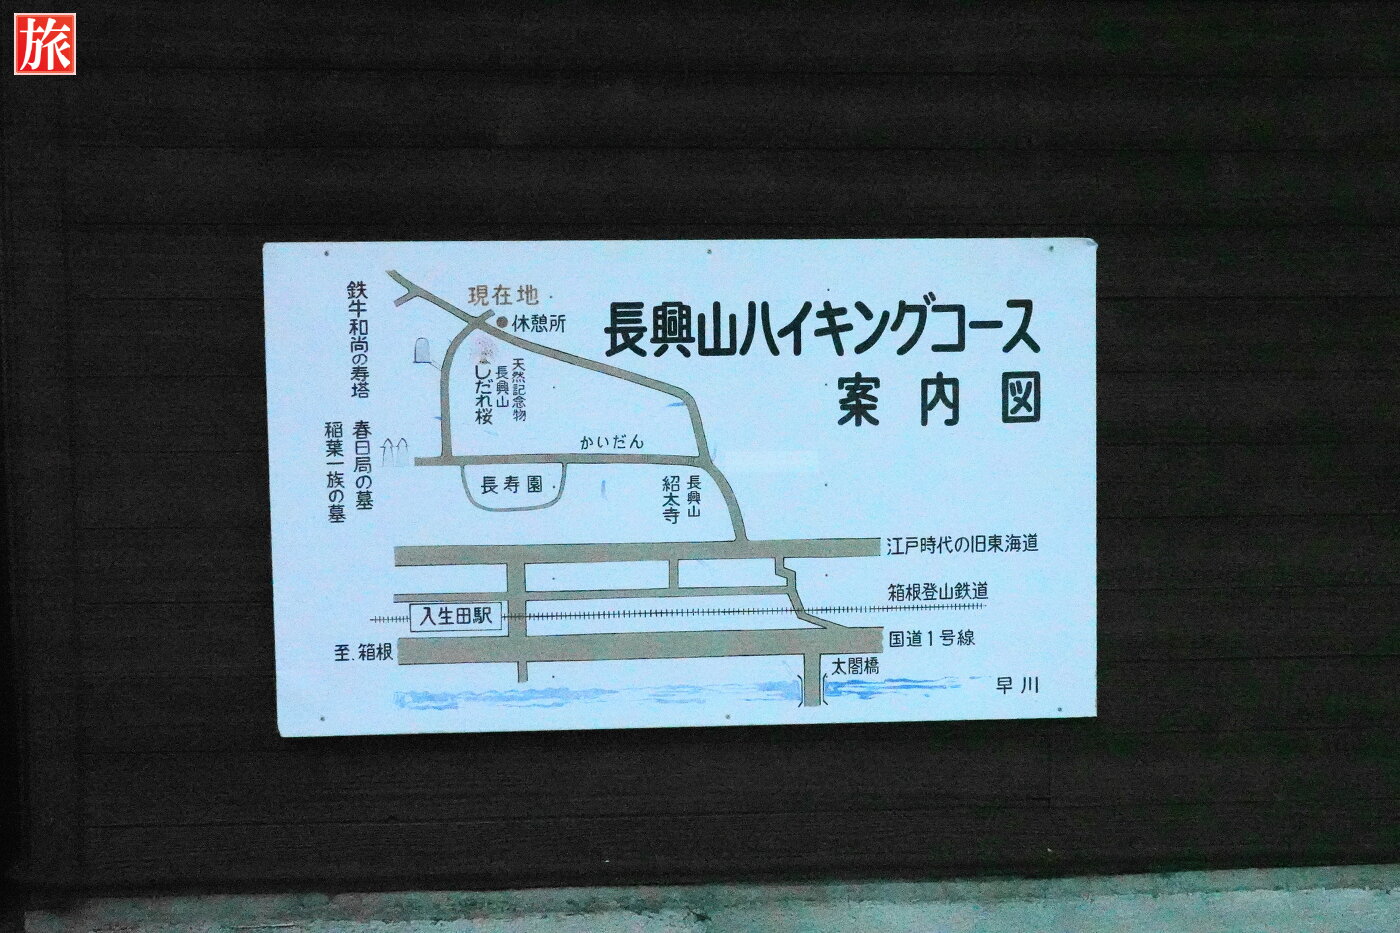 旅
長興山ハイキングコース
案内図
現在地
休憩所
鉄牛和尚の寿塔
天然記念物
長興山
しだれ桜
春日局の墓
稲葉一族の墓
かいだん
長寿園
長興山
紹太寺
江戸時代の旧東海道
箱根登山鉄道
入生田駅
国道1号線
至.箱根
太閤橋
早川